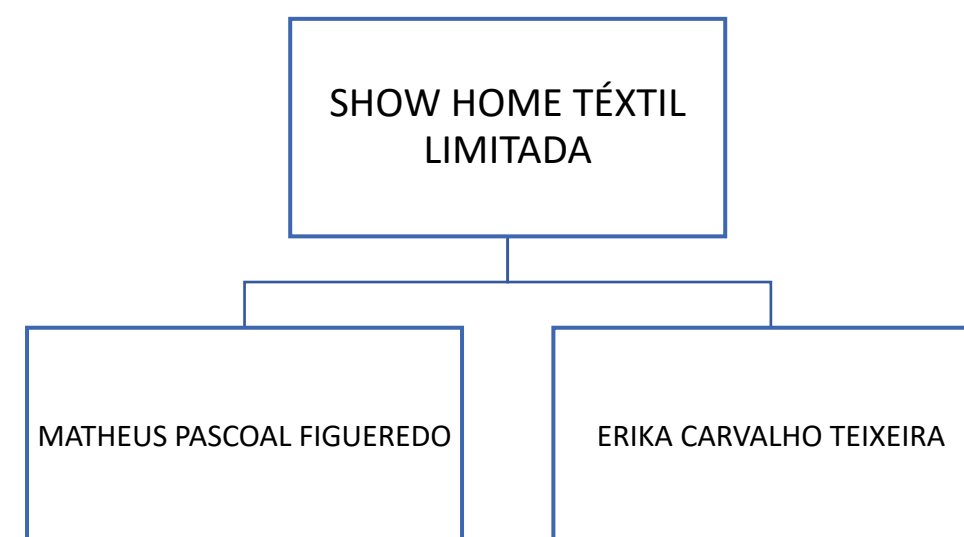 SHOW HOME TÉXTIL
LIMITADA
MATHEUS PASCOAL FIGUEREDO
ERIKA CARVALHO TEIXEIRA